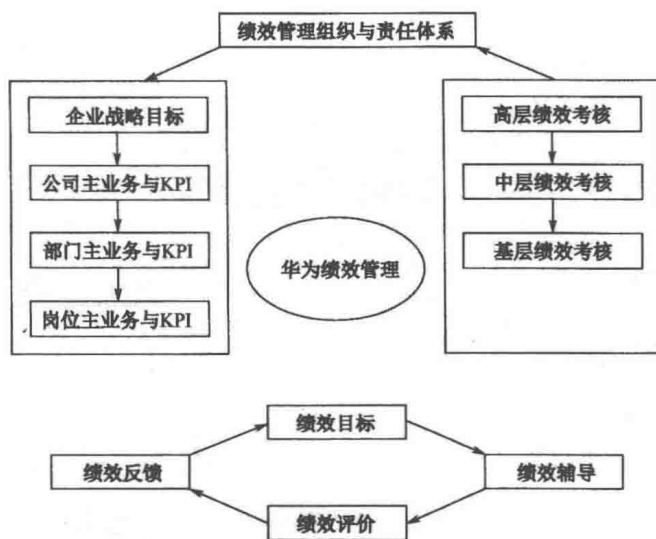 绩效管理组织与责任体系
企业战略目标
公司主业务与KPI
部门主业务与KPI
岗位主业务与KPI
高层绩效考核
中层绩效考核
基层绩效考核
华为绩效管理
绩效目标
绩效反馈
绩效辅导
绩效评价